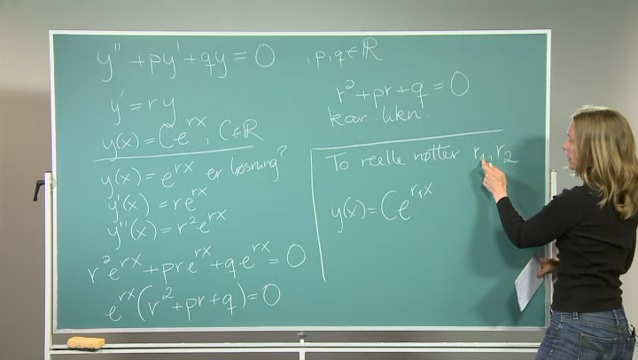 y'' + py' + qy = 0 , p,q ∈ ℝ
y' = ry
y(x) = Ce^{rx}, C ∈ ℝ
y(x) = e^{rx} er løsning?
y'(x) = re^{rx}
y''(x) = r²e^{rx}
r²e^{rx} + pre^{rx} + qe^{rx} = 0
e^{rx}(r² + pr + q) = 0
r² + pr + q = 0
kar. likn.
To reelle røtter r₁, r₂
y(x) = Ce^{r₁x}